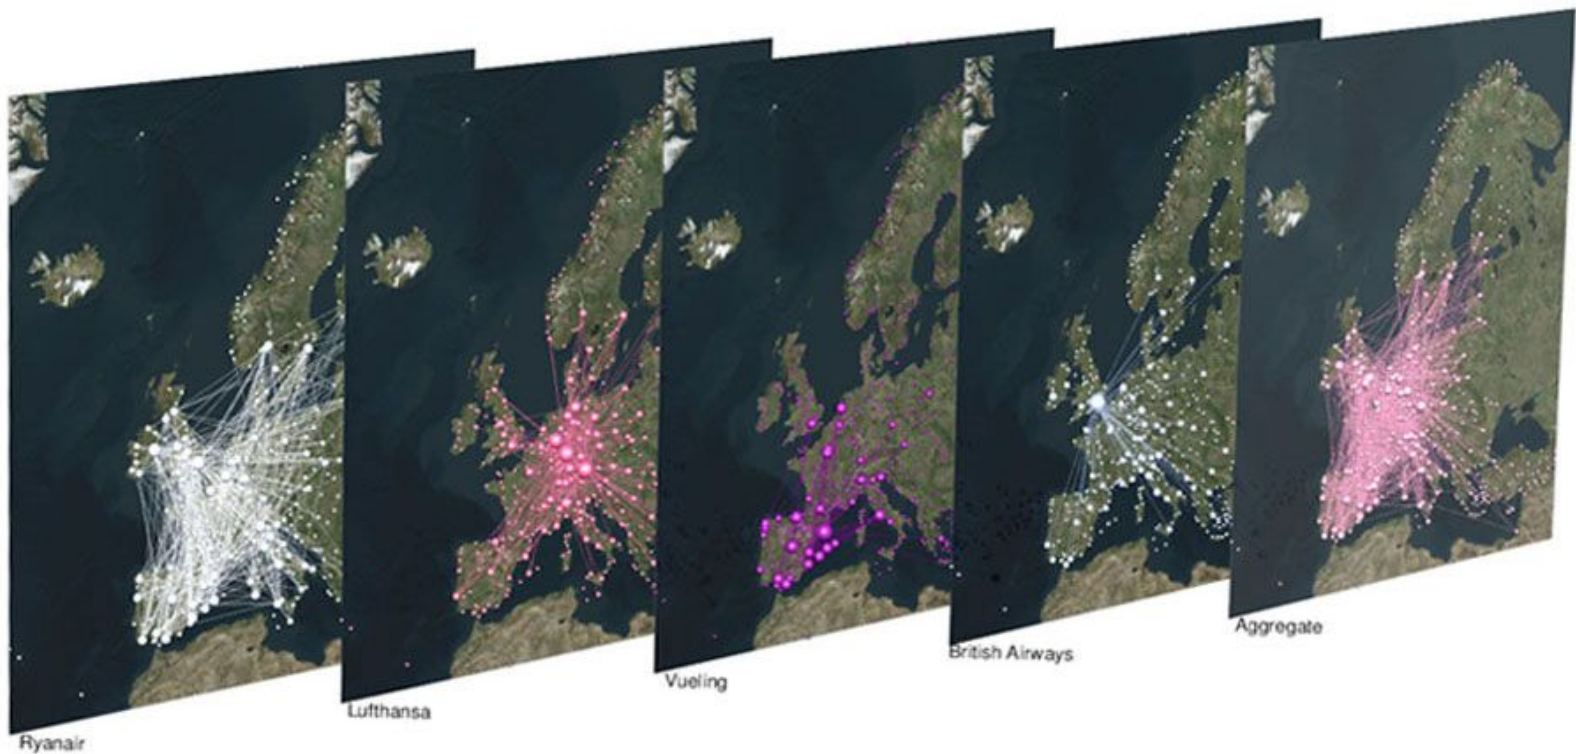 Ryanair
Lufthansa
Vueling
British Airways
Aggregate